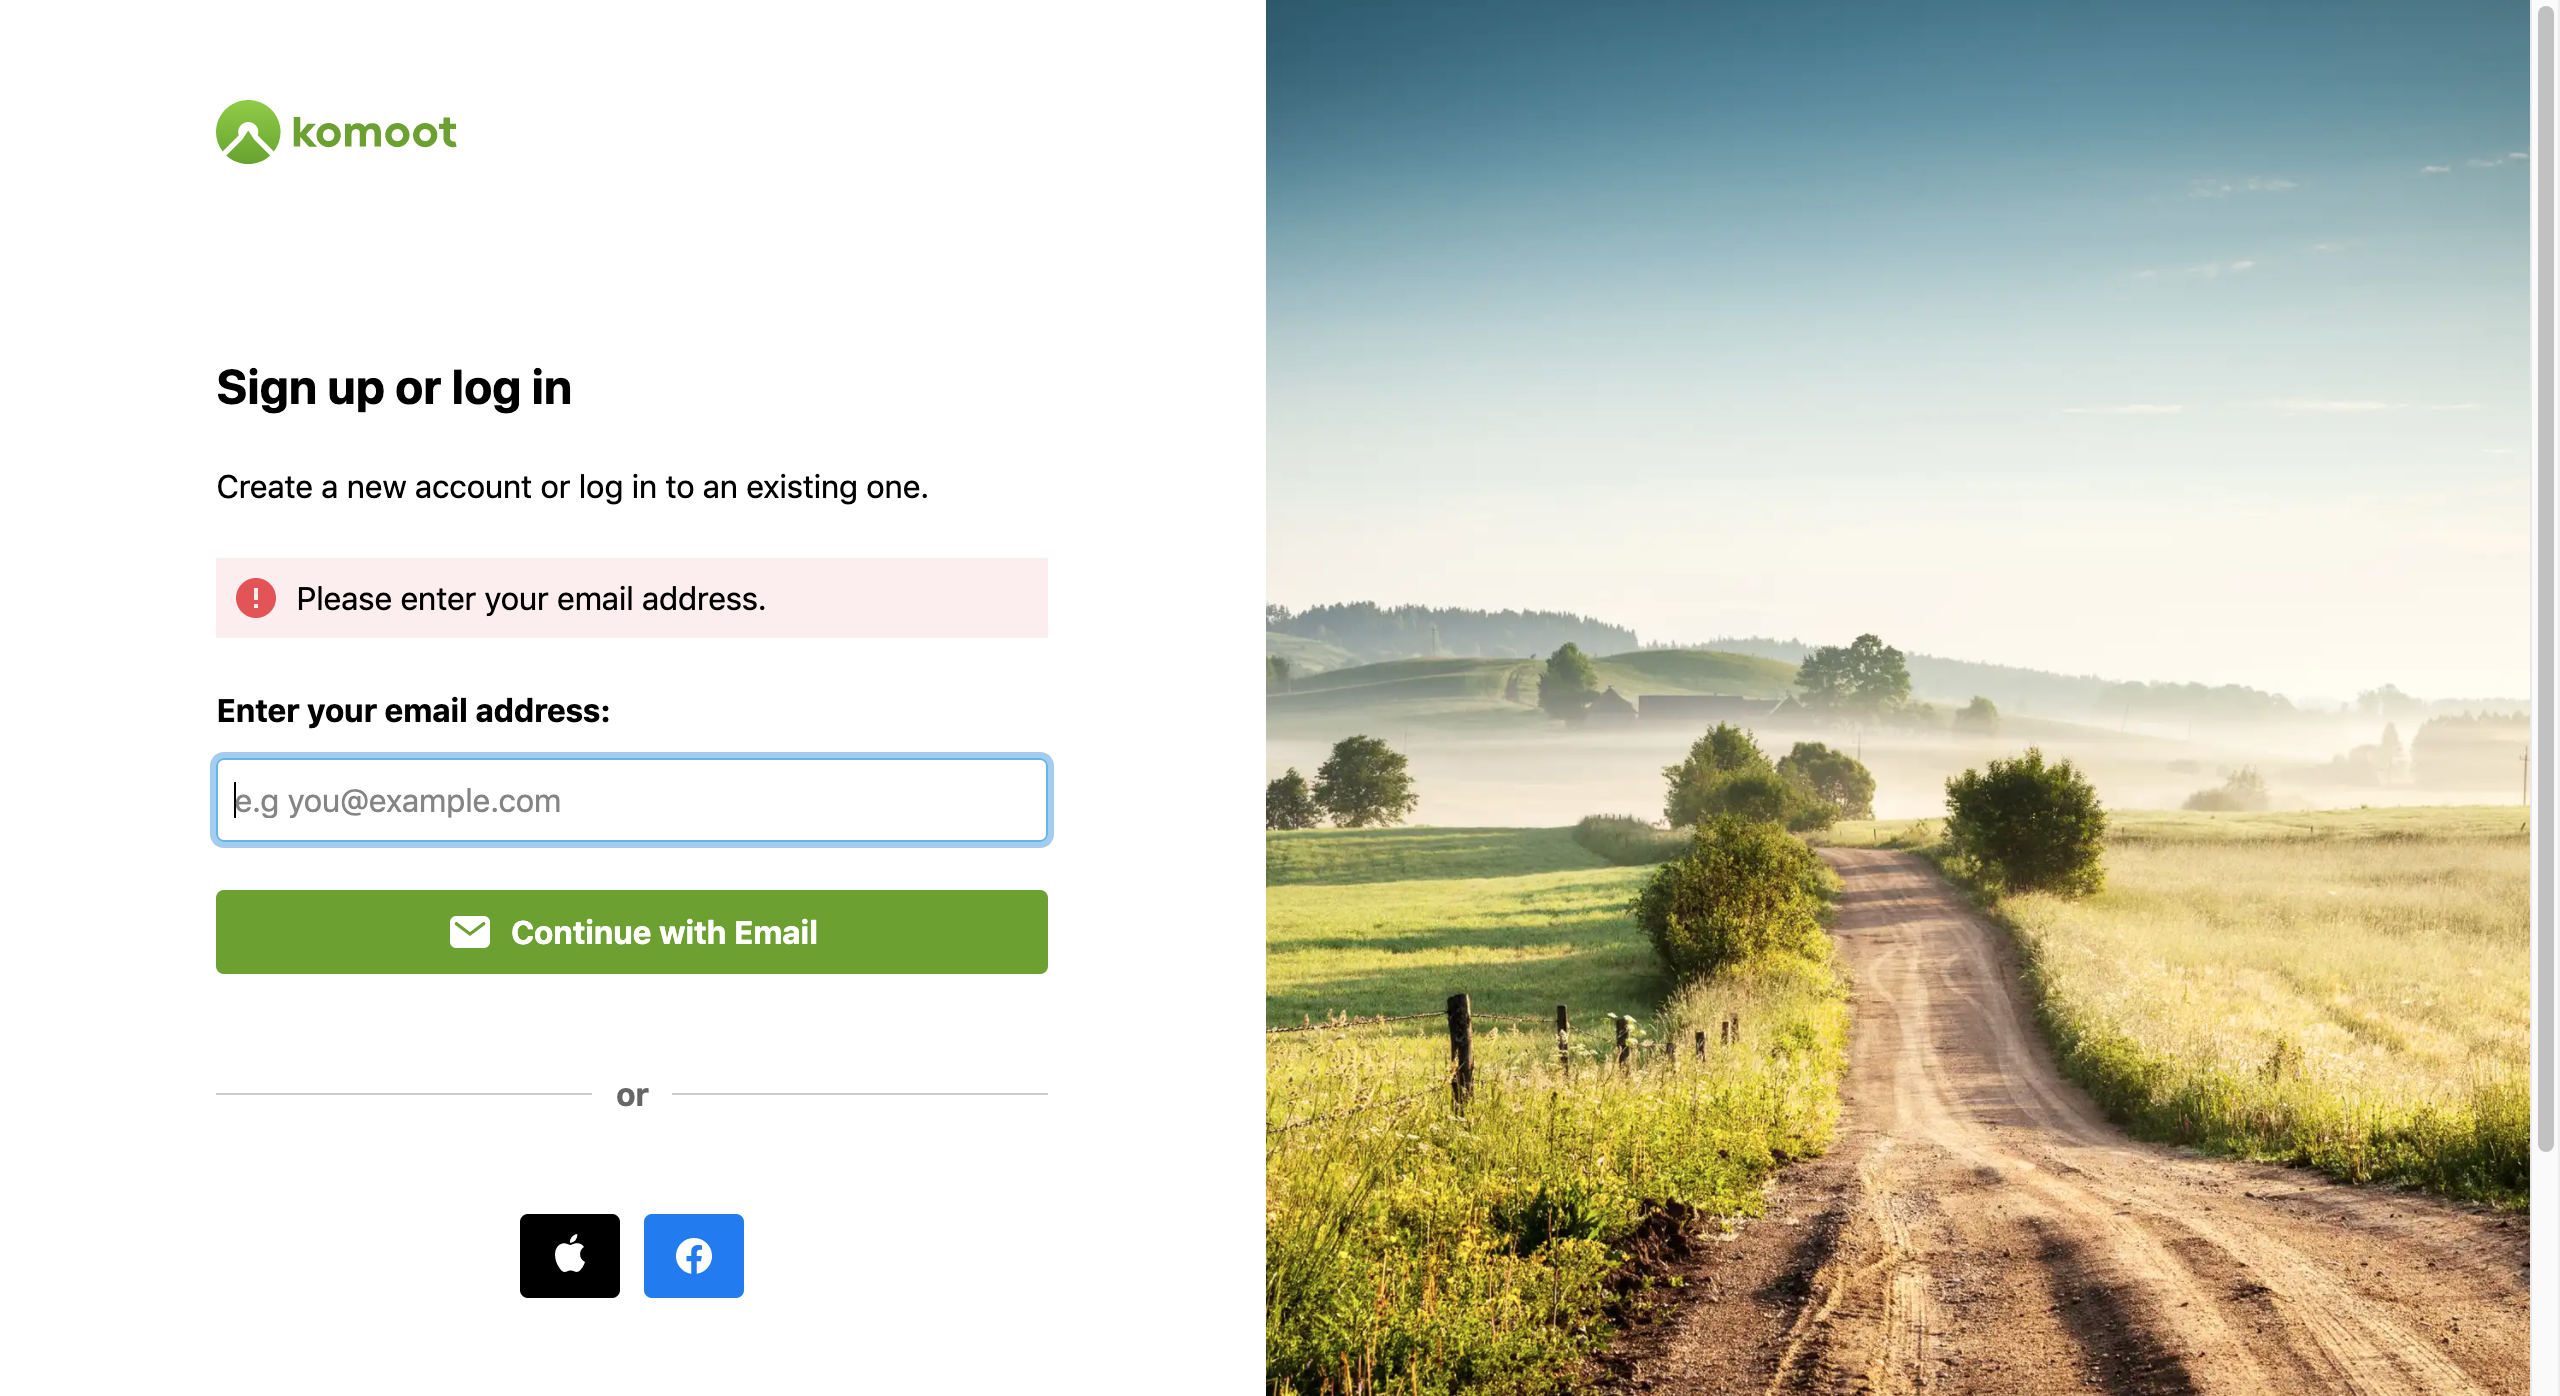 komoot
Sign up or log in
Create a new account or log in to an existing one.
Please enter your email address.
Enter your email address:
e.g you@example.com
Continue with Email
or